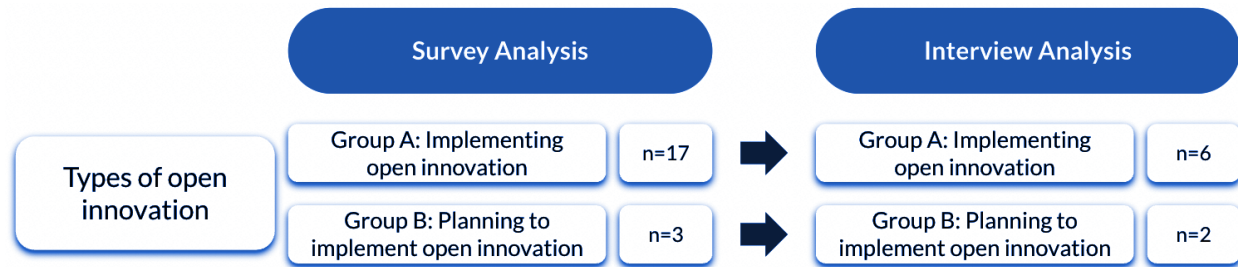 Survey Analysis
Interview Analysis
Types of open
innovation
Group A: Implementing
open innovation
n=17
Group A: Implementing
open innovation
n=6
Group B: Planning to
implement open innovation
n=3
Group B: Planning to
implement open innovation
n=2